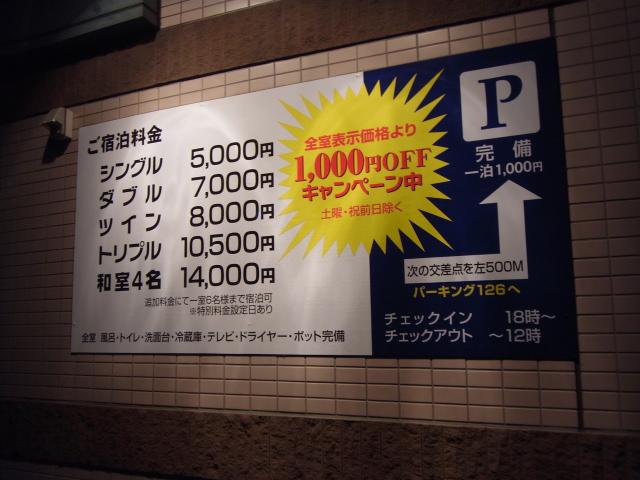 ご宿泊料金
シングル 5,000円
ダブル 7,000円
ツイン 8,000円
トリプル 10,500円
和室4名 14,000円
追加料金にて一室6名様まで宿泊可
※特別料金設定日あり
全室 風呂・トイレ・洗面台・冷蔵庫・テレビ・ドライヤー・ポット完備
全室表示価格より
1,000円OFF
キャンペーン中
土曜・祝前日除く
P
完備
一泊1,000円
次の交差点を左500M
パーキング126へ
チェックイン 18時〜
チェックアウト 〜12時